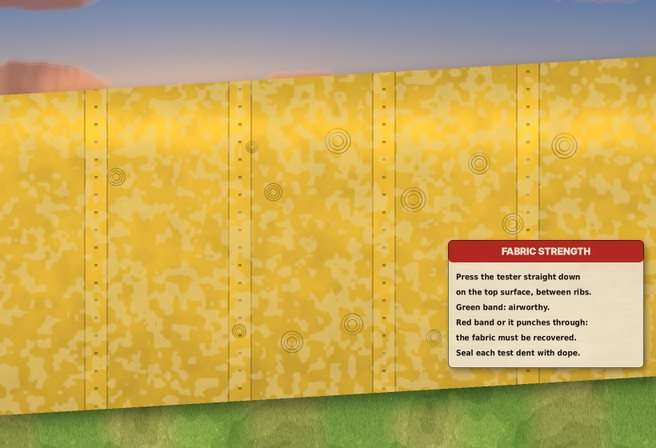 FABRIC STRENGTH
Press the tester straight down
on the top surface, between ribs.
Green band: airworthy.
Red band or it punches through:
the fabric must be recovered.
Seal each test dent with dope.